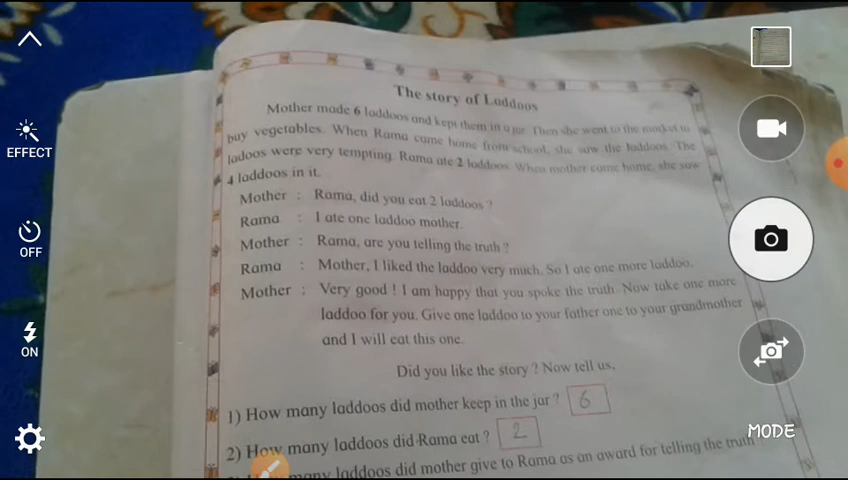 The story of Laddoos
Mother made 6 laddoos and kept them in a jar. Then she went to the market to
buy vegetables. When Rama came home from school, she saw the laddoos. The
ladoos were very tempting. Rama ate 2 laddoos. When mother came home, she saw
4 laddoos in it.
Mother : Rama, did you eat 2 laddoos ?
Rama : I ate one laddoo mother.
Mother : Rama, are you telling the truth ?
Rama : Mother, I liked the laddoo very much. So I ate one more laddoo.
Mother : Very good ! I am happy that you spoke the truth. Now take one more
laddoo for you. Give one laddoo to your father one to your grandmother
and I will eat this one.
Did you like the story ? Now tell us.
1) How many laddoos did mother keep in the jar ? 6
2) How many laddoos did Rama eat ? 2
many laddoos did mother give to Rama as an award for telling the truth
EFFECT
OFF
ON
MODE